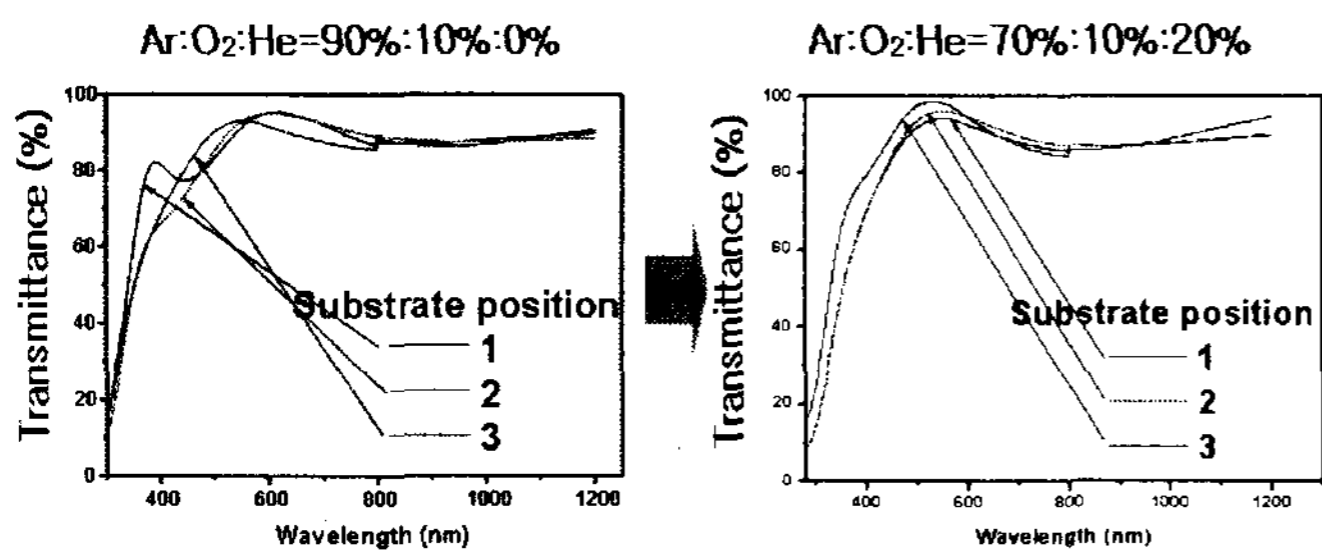 Ar:O₂:He=90%:10%:0%
Transmittance (%)
100
80
60
40
20
0
Substrate position
1
2
3
400 600 800 1000 1200
Wavelength (nm)
Ar:O₂:He=70%:10%:20%
Transmittance (%)
100
80
60
40
20
0
Substrate position
1
2
3
400 600 800 1000 1200
Wavelength (nm)